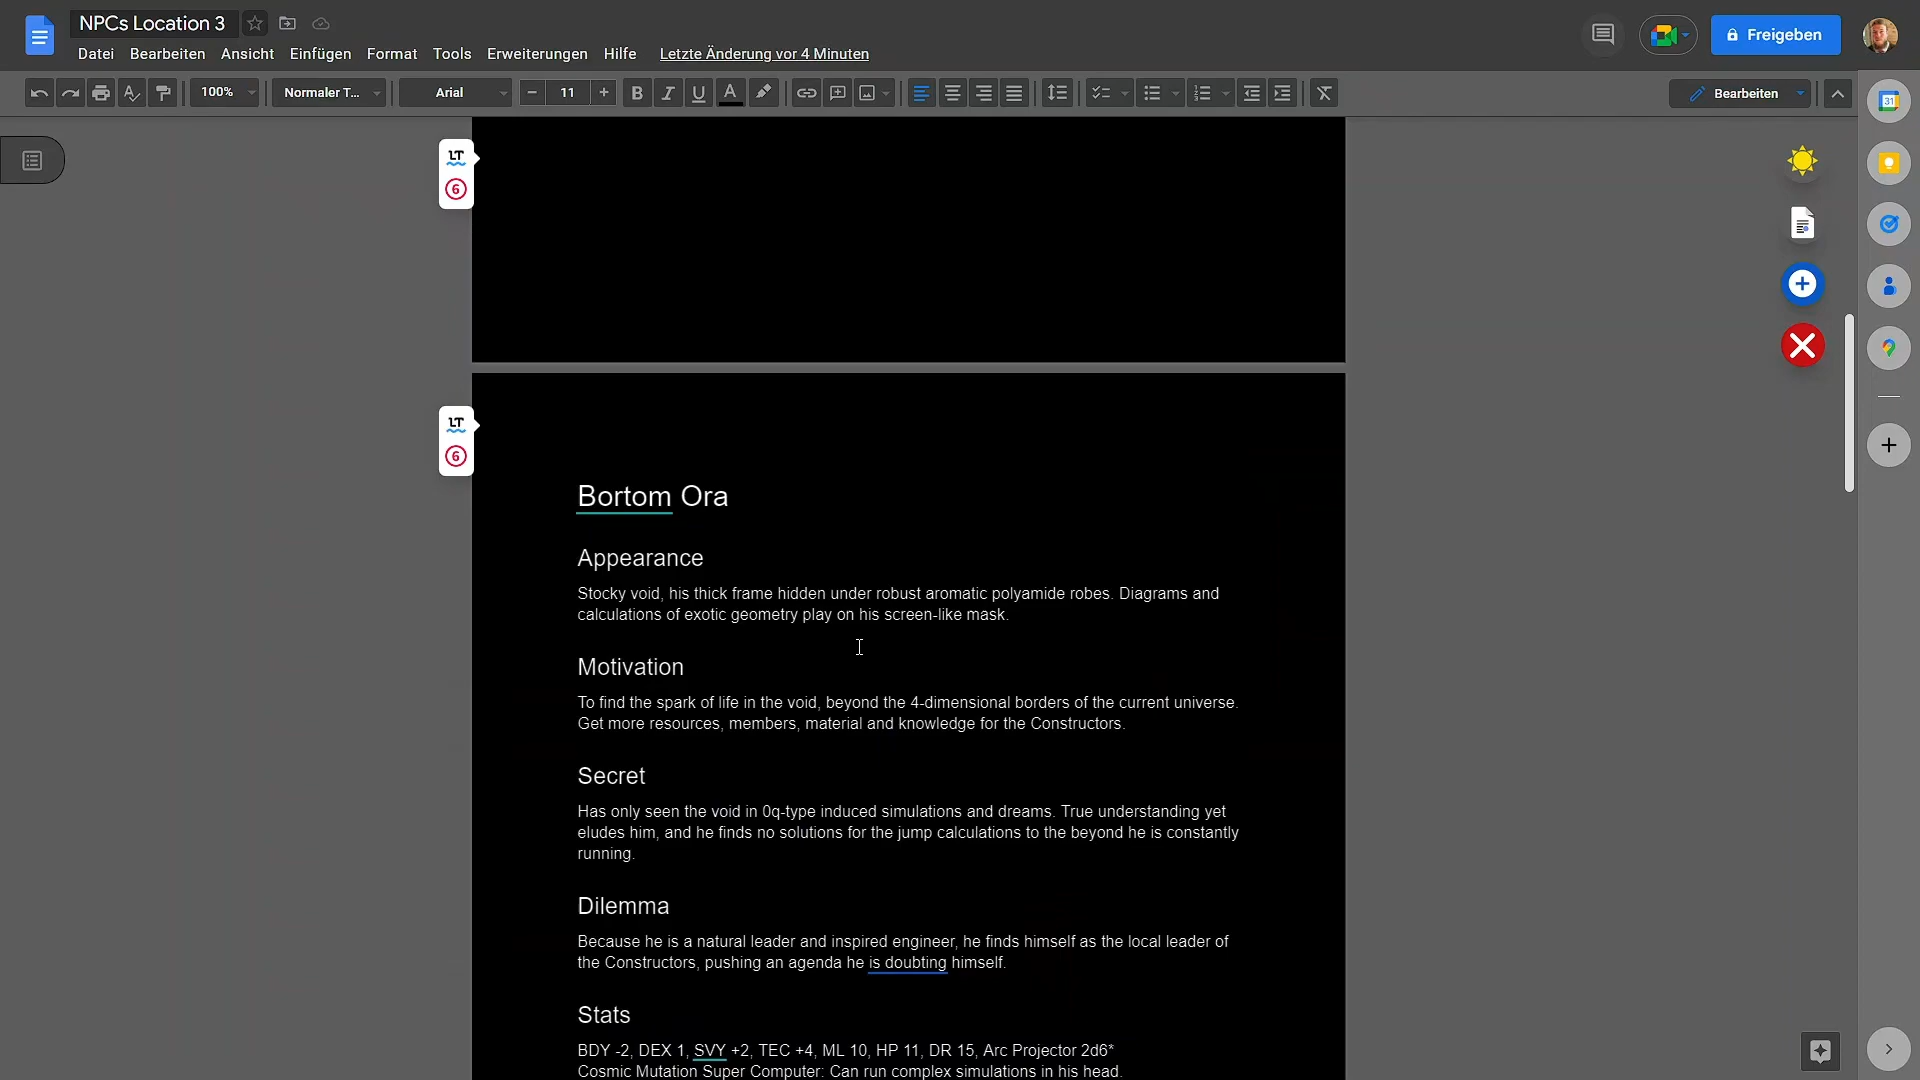 NPCs Location 3
Datei Bearbeiten Ansicht Einfügen Format Tools Erweiterungen Hilfe Letzte Änderung vor 4 Minuten
Freigeben
100% Normaler T... Arial − 11 + B I U A Bearbeiten
31
LT
6
LT
6
Bortom Ora
Appearance
Stocky void, his thick frame hidden under robust aromatic polyamide robes. Diagrams and
calculations of exotic geometry play on his screen-like mask.
Motivation
To find the spark of life in the void, beyond the 4-dimensional borders of the current universe.
Get more resources, members, material and knowledge for the Constructors.
Secret
Has only seen the void in 0q-type induced simulations and dreams. True understanding yet
eludes him, and he finds no solutions for the jump calculations to the beyond he is constantly
running.
Dilemma
Because he is a natural leader and inspired engineer, he finds himself as the local leader of
the Constructors, pushing an agenda he is doubting himself.
Stats
BDY -2, DEX 1, SVY +2, TEC +4, ML 10, HP 11, DR 15, Arc Projector 2d6*
Cosmic Mutation Super Computer: Can run complex simulations in his head.